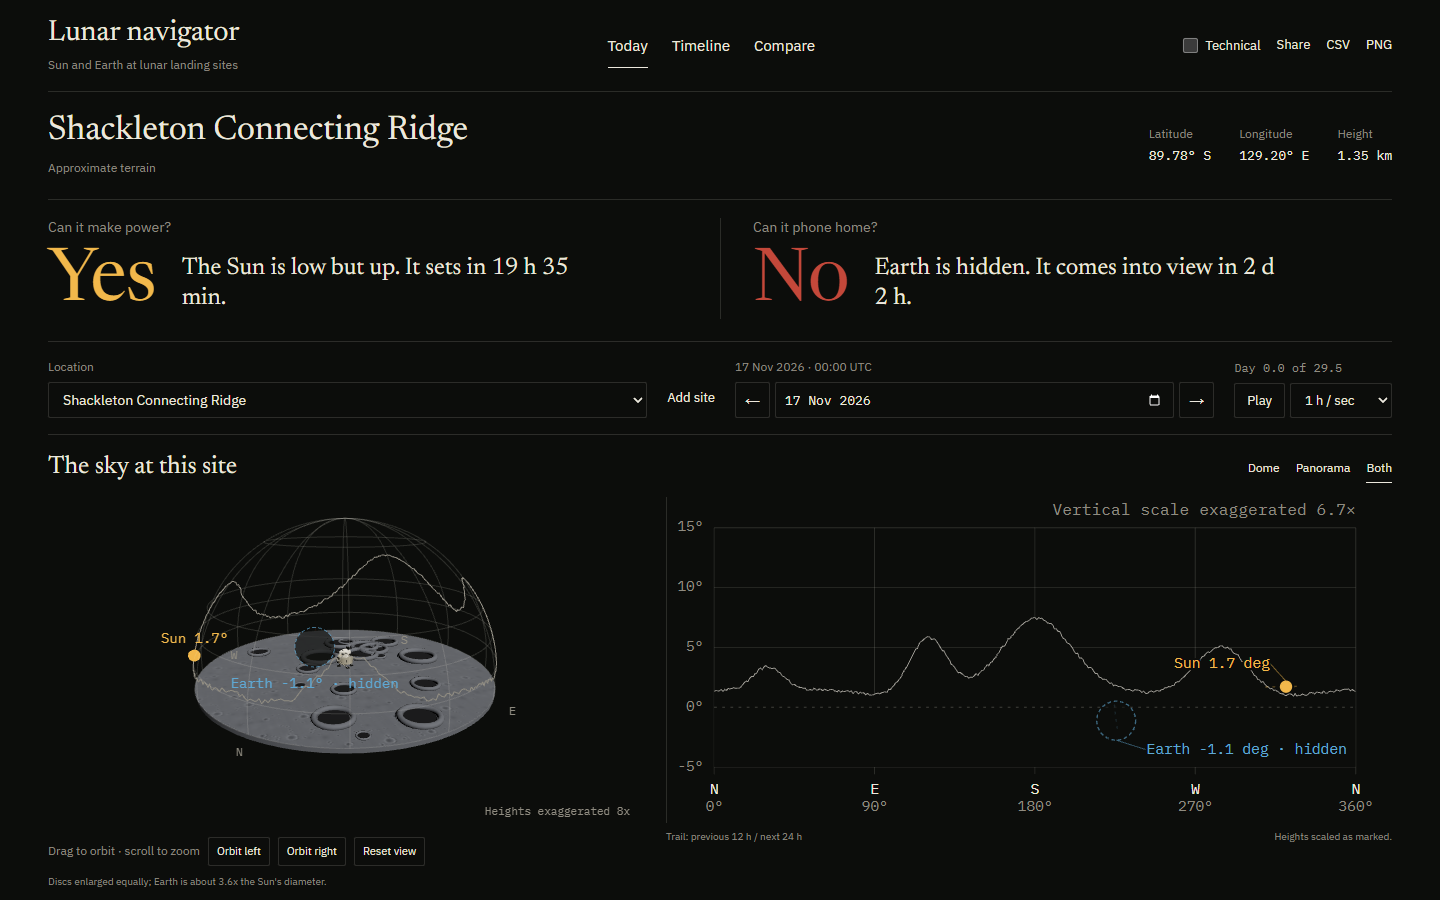 Lunar navigator
Sun and Earth at lunar landing sites
Today Timeline Compare
Technical Share CSV PNG
Shackleton Connecting Ridge
Approximate terrain
Latitude Longitude Height
89.78° S 129.20° E 1.35 km
Can it make power?
Yes
The Sun is low but up. It sets in 19 h 35
min.
Can it phone home?
No
Earth is hidden. It comes into view in 2 d
2 h.
Location
Shackleton Connecting Ridge
Add site
17 Nov 2026 · 00:00 UTC
← 17 Nov 2026 →
Day 0.0 of 29.5
Play 1 h / sec
The sky at this site
Dome Panorama Both
Sun 1.7°
W
S
Earth -1.1° · hidden
E
N
Heights exaggerated 8x
Drag to orbit · scroll to zoom Orbit left Orbit right Reset view
Discs enlarged equally; Earth is about 3.6x the Sun's diameter.
Vertical scale exaggerated 6.7×
15°
10°
5°
0°
-5°
Sun 1.7 deg
Earth -1.1 deg · hidden
N E S W N
0° 90° 180° 270° 360°
Trail: previous 12 h / next 24 h
Heights scaled as marked.